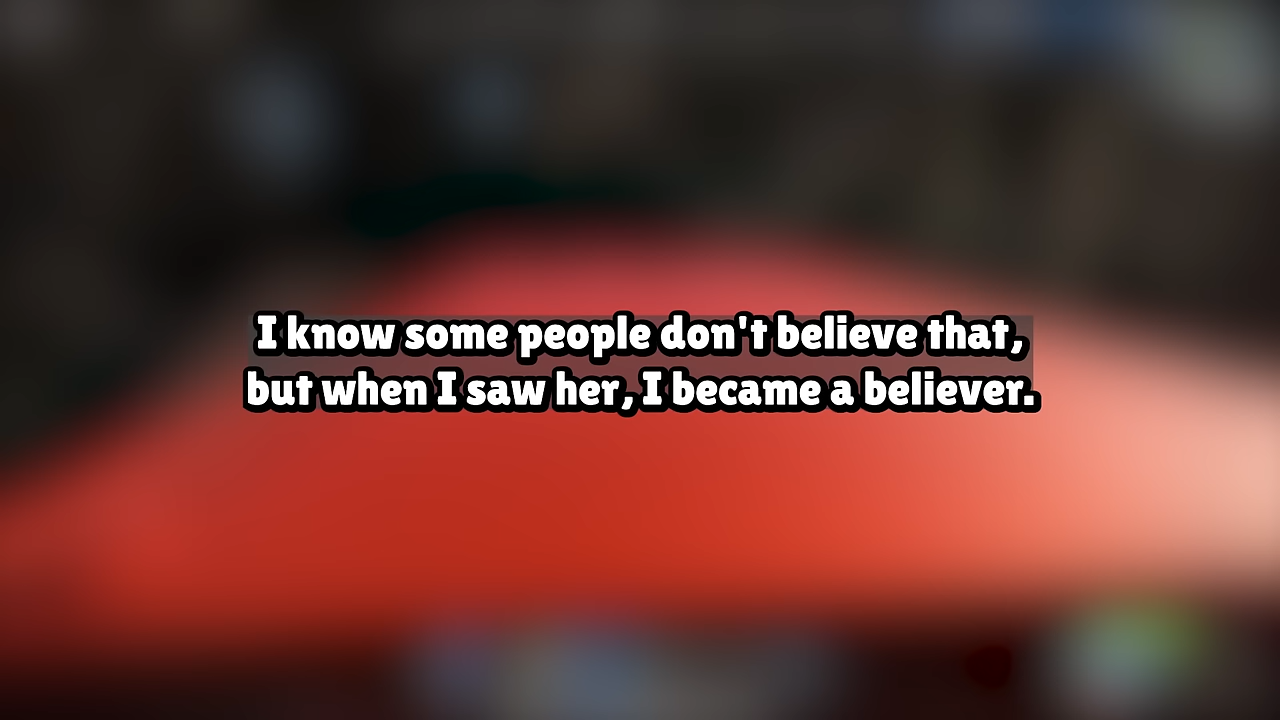 I know some people don't believe that,
but when I saw her, I became a believer.